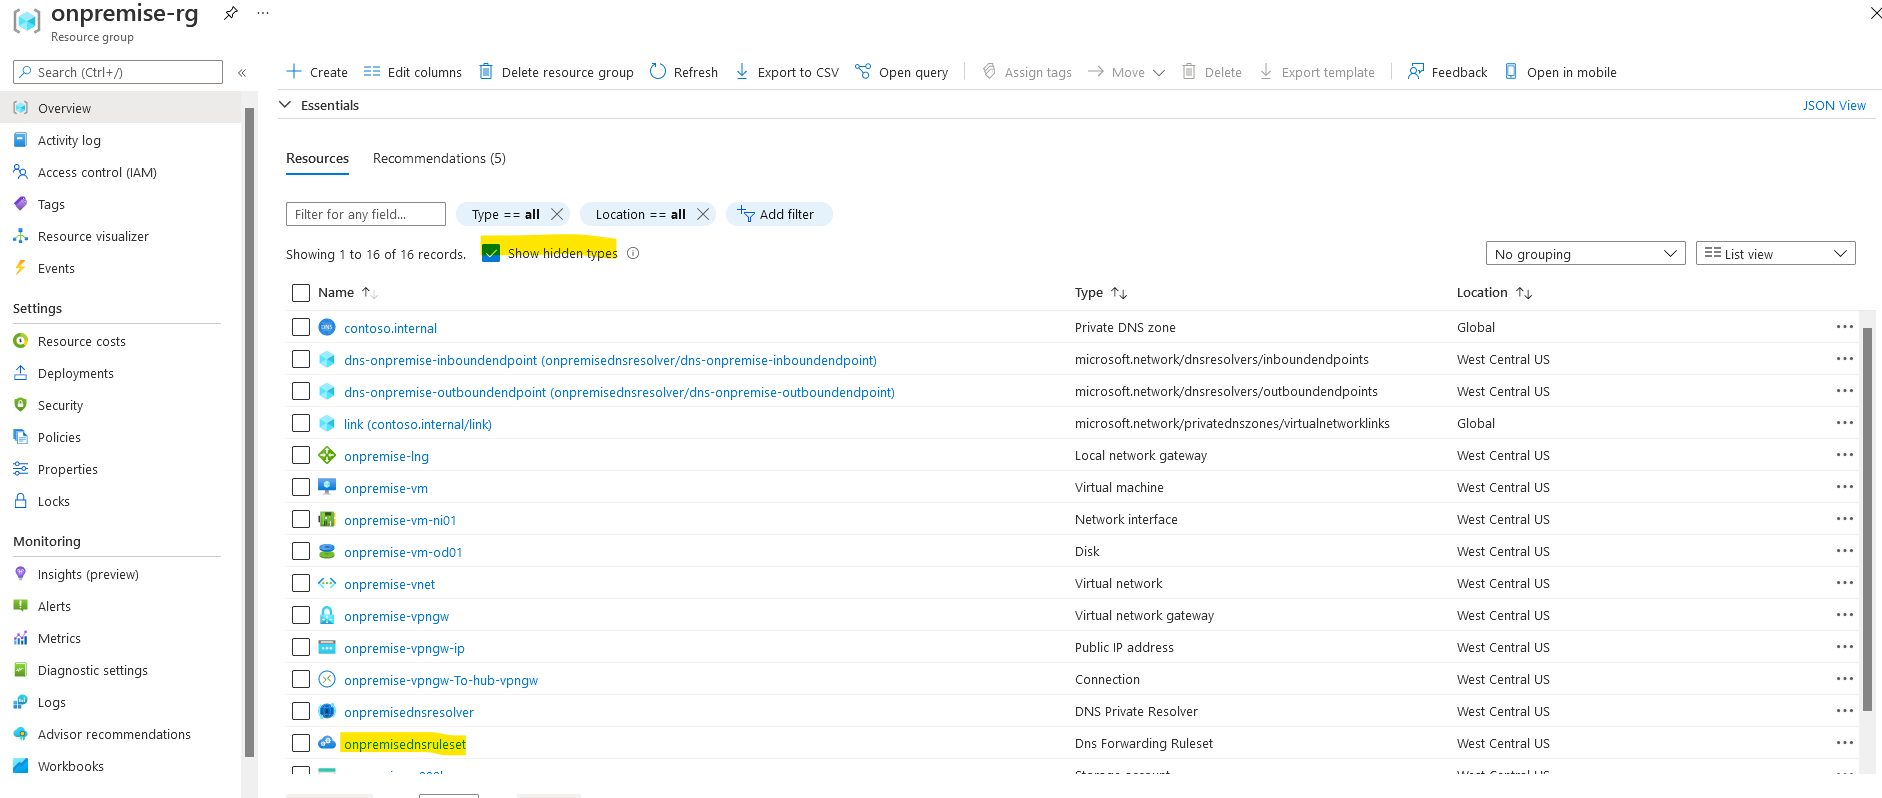 onpremise-rg
Resource group
Search (Ctrl+/)
«
Create
Edit columns
Delete resource group
Refresh
Export to CSV
Open query
Assign tags
Move
Delete
Export template
Feedback
Open in mobile
Overview
Activity log
Access control (IAM)
Tags
Resource visualizer
Events
Settings
Resource costs
Deployments
Security
Policies
Properties
Locks
Monitoring
Insights (preview)
Alerts
Metrics
Diagnostic settings
Logs
Advisor recommendations
Workbooks
Essentials
JSON View
Resources
Recommendations (5)
Filter for any field...
Type == all
Location == all
Add filter
Showing 1 to 16 of 16 records.
Show hidden types
No grouping
List view
Name Type Location
contoso.internal Private DNS zone Global
dns-onpremise-inboundendpoint (onpremisednsresolver/dns-onpremise-inboundendpoint) microsoft.network/dnsresolvers/inboundendpoints West Central US
dns-onpremise-outboundendpoint (onpremisednsresolver/dns-onpremise-outboundendpoint) microsoft.network/dnsresolvers/outboundendpoints West Central US
link (contoso.internal/link) microsoft.network/privatednszones/virtualnetworklinks Global
onpremise-lng Local network gateway West Central US
onpremise-vm Virtual machine West Central US
onpremise-vm-ni01 Network interface West Central US
onpremise-vm-od01 Disk West Central US
onpremise-vnet Virtual network West Central US
onpremise-vpngw Virtual network gateway West Central US
onpremise-vpngw-ip Public IP address West Central US
onpremise-vpngw-To-hub-vpngw Connection West Central US
onpremisednsresolver DNS Private Resolver West Central US
onpremisednsruleset Dns Forwarding Ruleset West Central US
Storage account West Central US